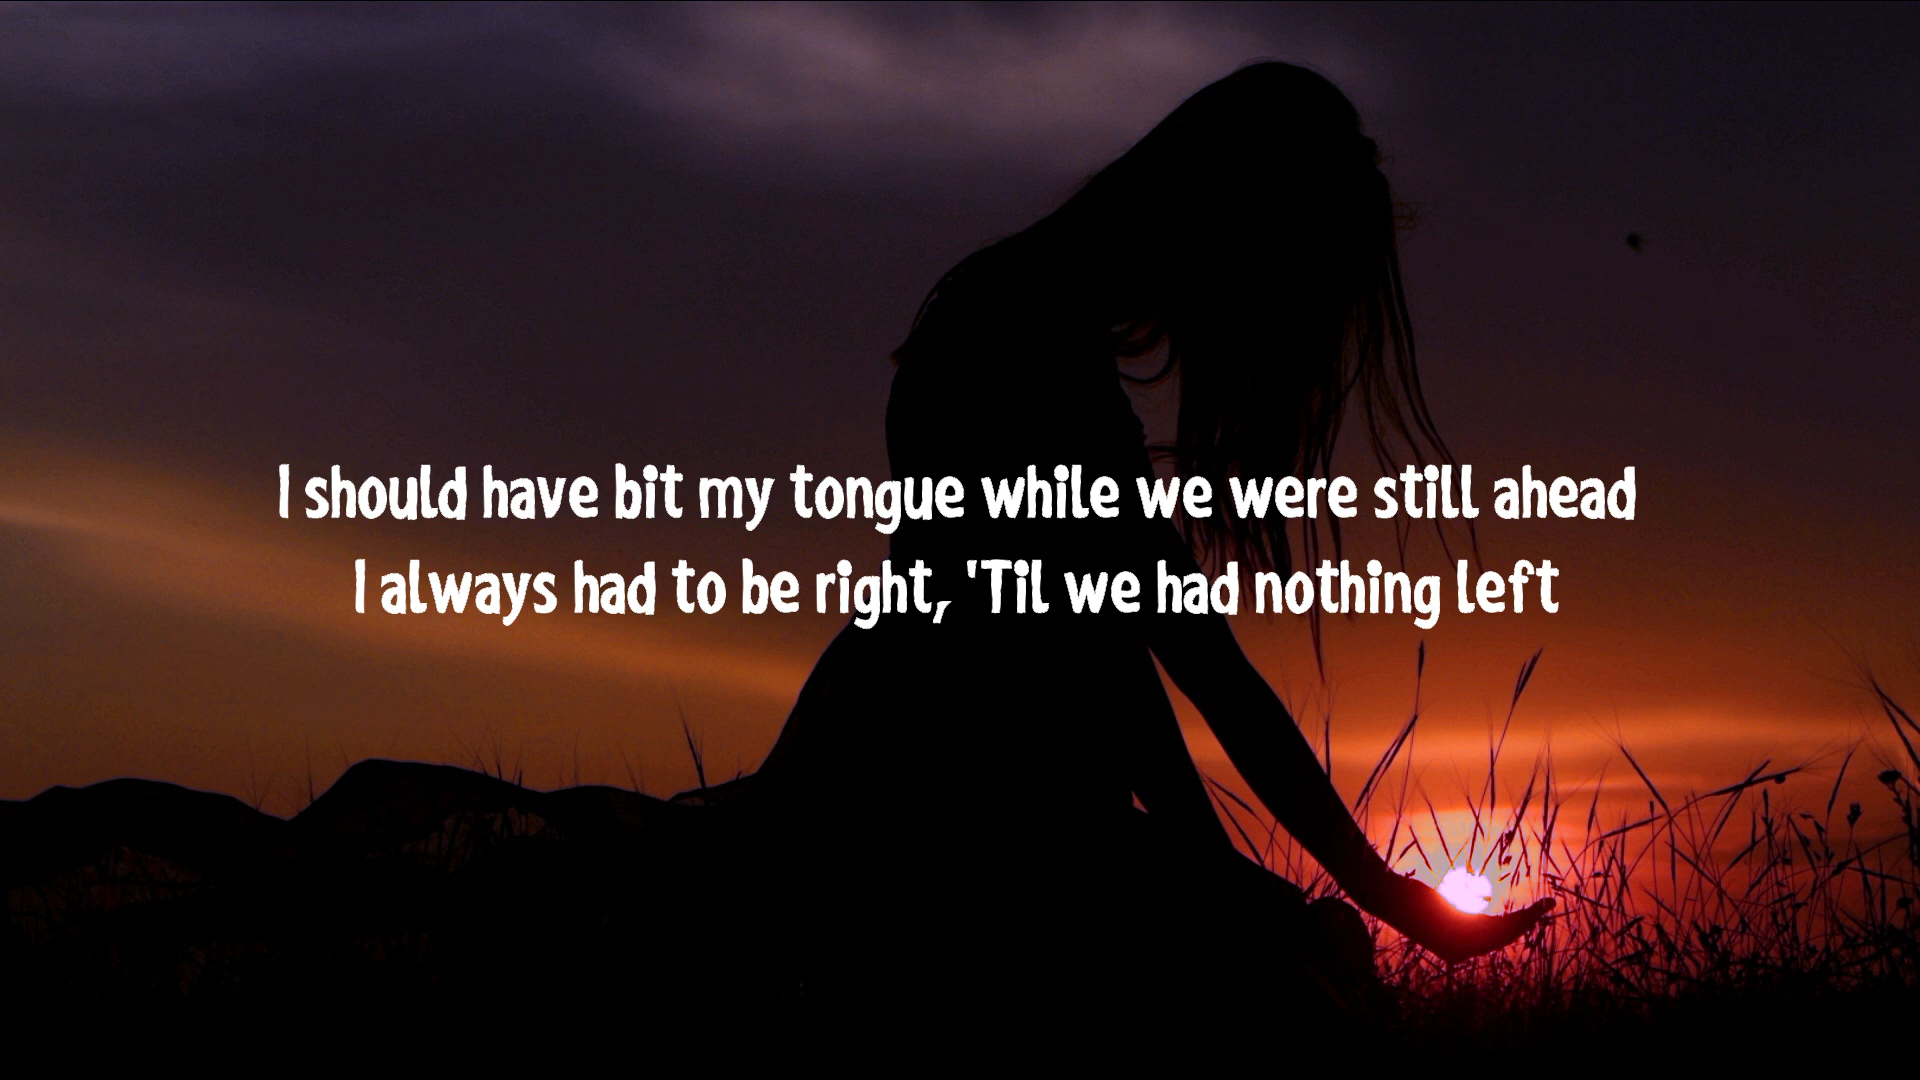 I should have bit my tongue while we were still ahead
I always had to be right, 'Til we had nothing left